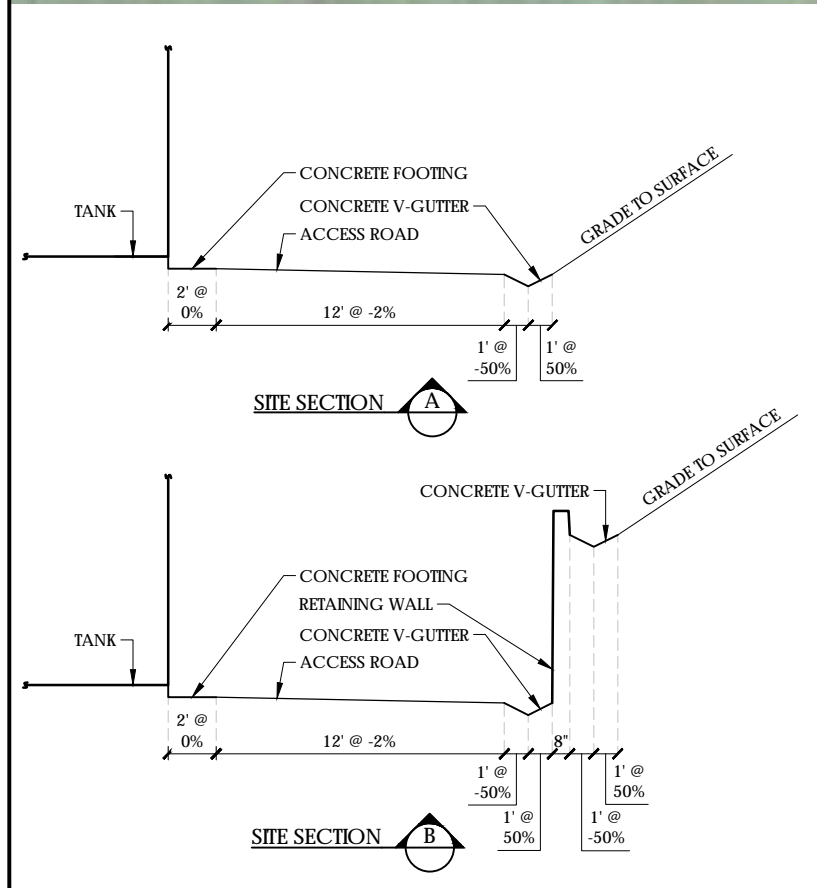 CONCRETE FOOTING
CONCRETE V-GUTTER
ACCESS ROAD
TANK
GRADE TO SURFACE
2' @
0%
12' @ -2%
1' @
-50%
1' @
50%
SITE SECTION
A
CONCRETE V-GUTTER
GRADE TO SURFACE
CONCRETE FOOTING
RETAINING WALL
CONCRETE V-GUTTER
ACCESS ROAD
TANK
2' @
0%
12' @ -2%
8"
1' @
-50%
1' @
50%
1' @
-50%
1' @
50%
SITE SECTION
B